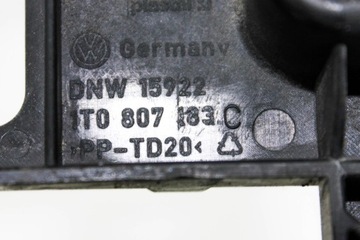 Germany
DNW 15922
1T0 807 183 C
>PP-TD20<